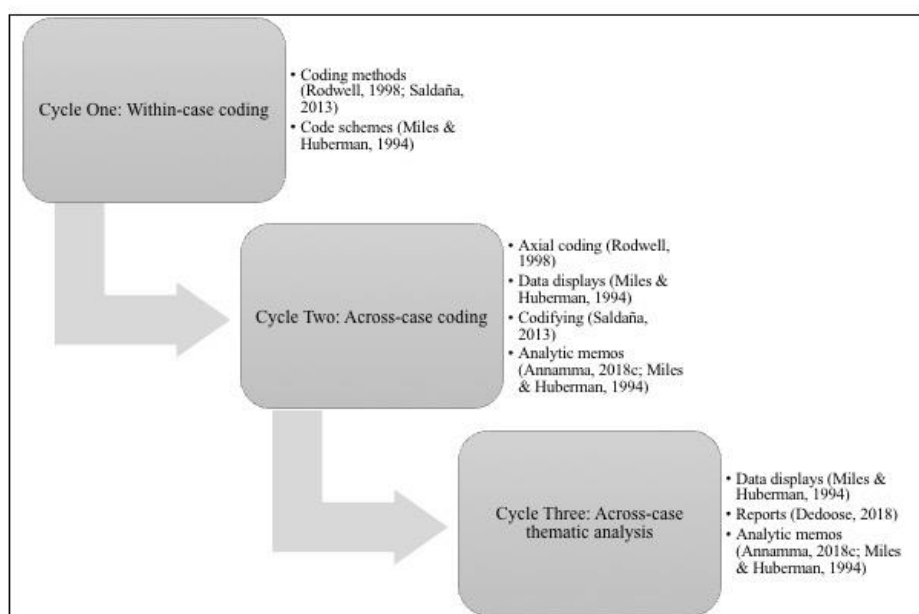 Cycle One: Within-case coding
• Coding methods
(Rodwell, 1998; Saldaña,
2013)
• Code schemes (Miles &
Huberman, 1994)
Cycle Two: Across-case coding
• Axial coding (Rodwell,
1998)
• Data displays (Miles &
Huberman, 1994)
• Codifying (Saldaña,
2013)
• Analytic memos
(Annamma, 2018c; Miles
& Huberman, 1994)
Cycle Three: Across-case
thematic analysis
• Data displays (Miles &
Huberman, 1994)
• Reports (Dedoose, 2018)
• Analytic memos
(Annamma, 2018c; Miles
& Huberman, 1994)